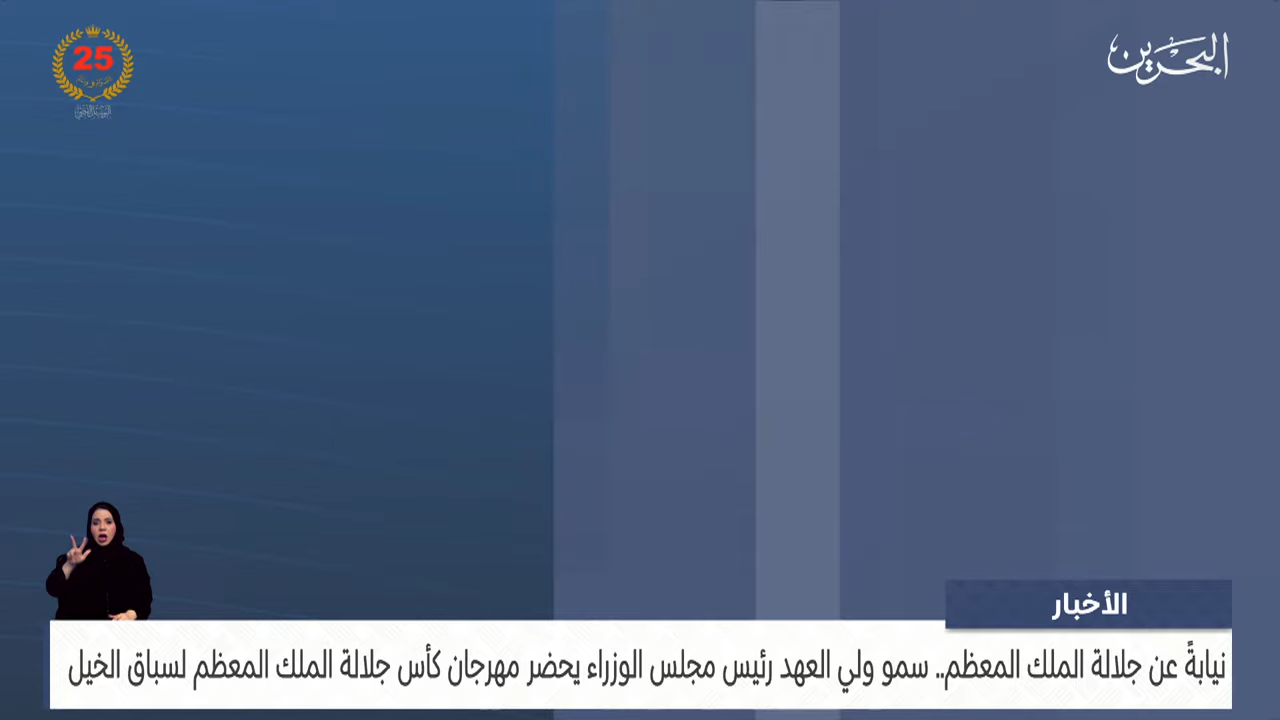 البحرين
25
الأخبار
نيابةً عن جلالة الملك المعظم.. سمو ولي العهد رئيس مجلس الوزراء يحضر مهرجان كأس جلالة الملك المعظم لسباق الخيل